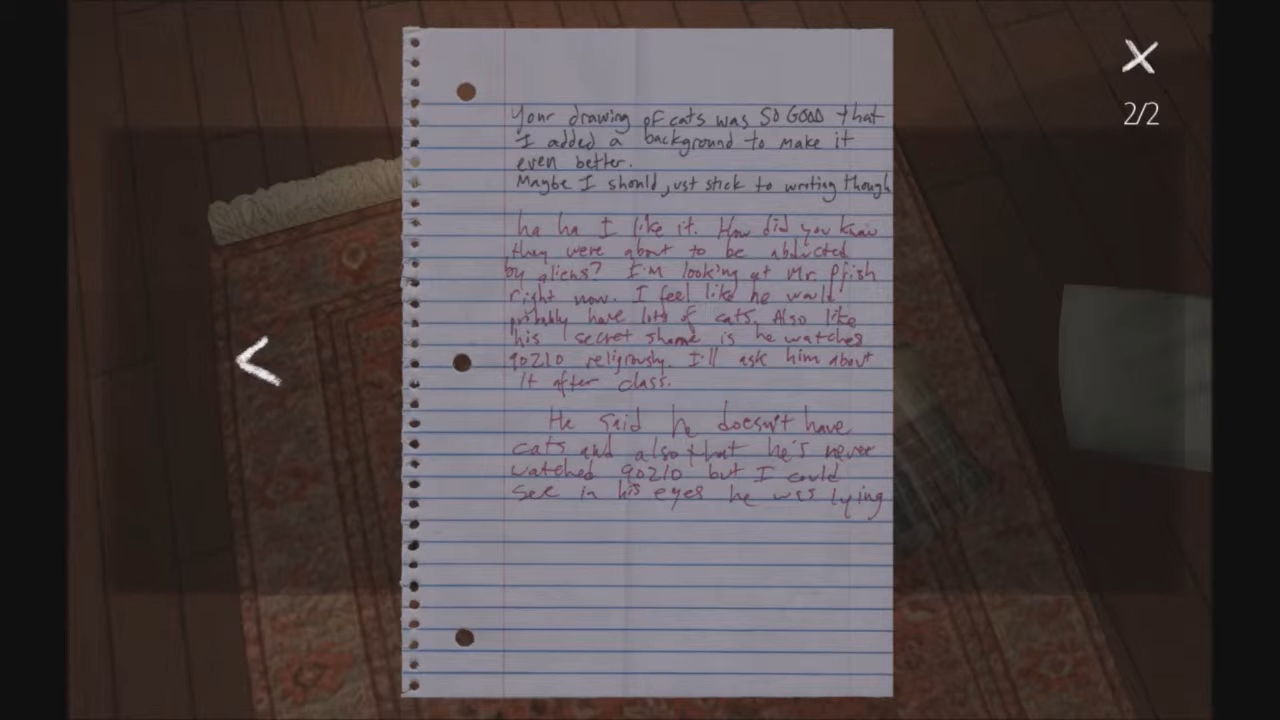 2/2
Your drawing of cats was SO GOOD that
I added a background to make it
even better.
Maybe I should just stick to writing though
ha ha I like it. How did you know
they were about to be abducted
by aliens? I'm looking at Mr. Pfish
right now. I feel like he would
probably have lots of cats. Also like
his secret shame is he watches
90210 religiously. I'll ask him about
it after class.
He said he doesn't have
cats and also that he's never
watched 90210 but I could
see in his eyes he was lying